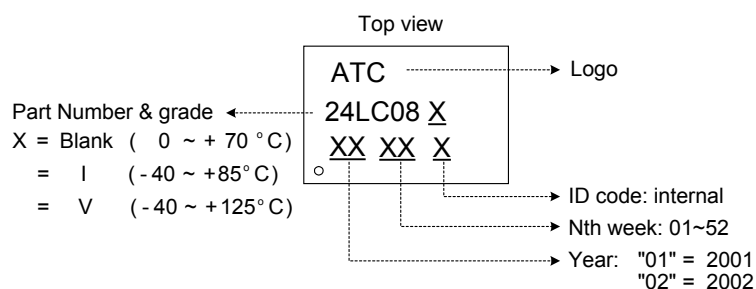 Top view
ATC
Logo
Part Number & grade
24LC08 X
X = Blank ( 0 ~ + 70 °C)
= I (-40 ~ +85°C)
= V (-40 ~ +125°C)
XX XX X
ID code: internal
Nth week: 01~52
Year: "01" = 2001
"02" = 2002